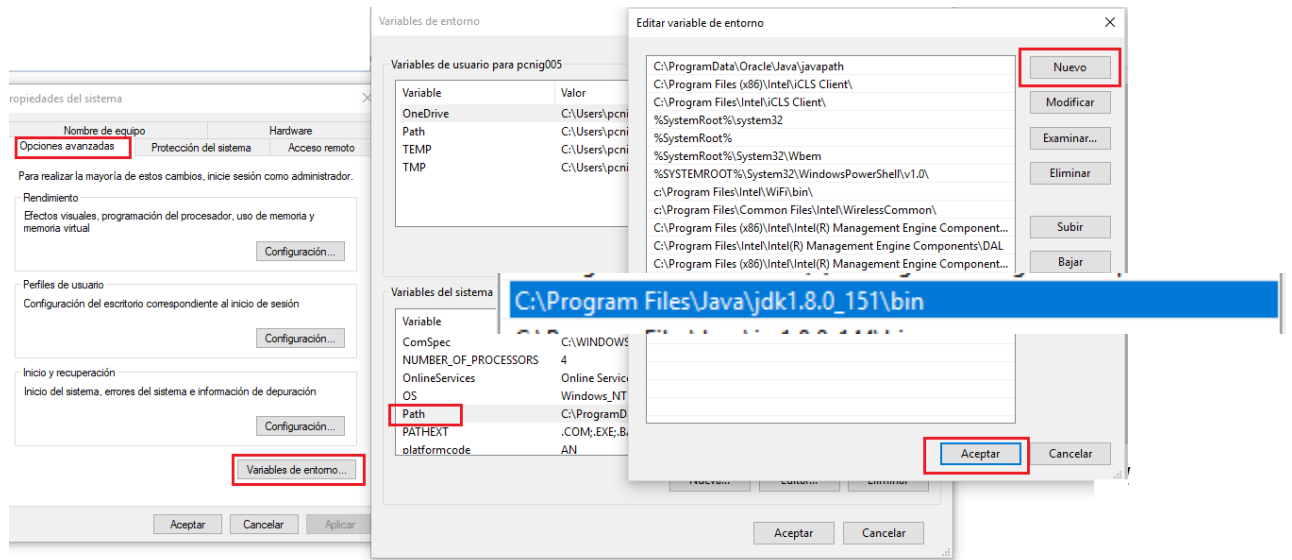 ropiedades del sistema
Nombre de equipo
Hardware
Opciones avanzadas
Protección del sistema
Acceso remoto
Para realizar la mayoría de estos cambios, inicie sesión como administrador.
Rendimiento
Efectos visuales, programación del procesador, uso de memoria y
memoria virtual
Configuración...
Perfiles de usuario
Configuración del escritorio correspondiente al inicio de sesión
Configuración...
Inicio y recuperación
Inicio del sistema, errores del sistema e información de depuración
Configuración...
Variables de entorno...
Aceptar
Cancelar
Aplicar
Variables de entorno
Variables de usuario para pcnig005
Variable
Valor
OneDrive
C:\Users\pcni
Path
C:\Users\pcni
TEMP
C:\Users\pcni
TMP
C:\Users\pcni
Variables del sistema
Variable
ComSpec
C:\WINDOWS
NUMBER_OF_PROCESSORS
4
OnlineServices
Online Servic
OS
Windows_NT
Path
C:\ProgramD
PATHEXT
.COM;.EXE;.BA
platformcode
AN
Nueva...
Editar...
Eliminar
Aceptar
Cancelar
Editar variable de entorno
C:\ProgramData\Oracle\Java\javapath
C:\Program Files (x86)\Intel\iCLS Client\
C:\Program Files\Intel\iCLS Client\
%SystemRoot%\system32
%SystemRoot%
%SystemRoot%\System32\Wbem
%SYSTEMROOT%\System32\WindowsPowerShell\v1.0\
c:\Program Files\Intel\WiFi\bin\
c:\Program Files\Common Files\Intel\WirelessCommon\
C:\Program Files (x86)\Intel\Intel(R) Management Engine Component...
C:\Program Files\Intel\Intel(R) Management Engine Components\DAL
C:\Program Files (x86)\Intel\Intel(R) Management Engine Component...
C:\Program Files\Java\jdk1.8.0_151\bin
Nuevo
Modificar
Examinar...
Eliminar
Subir
Bajar
Aceptar
Cancelar